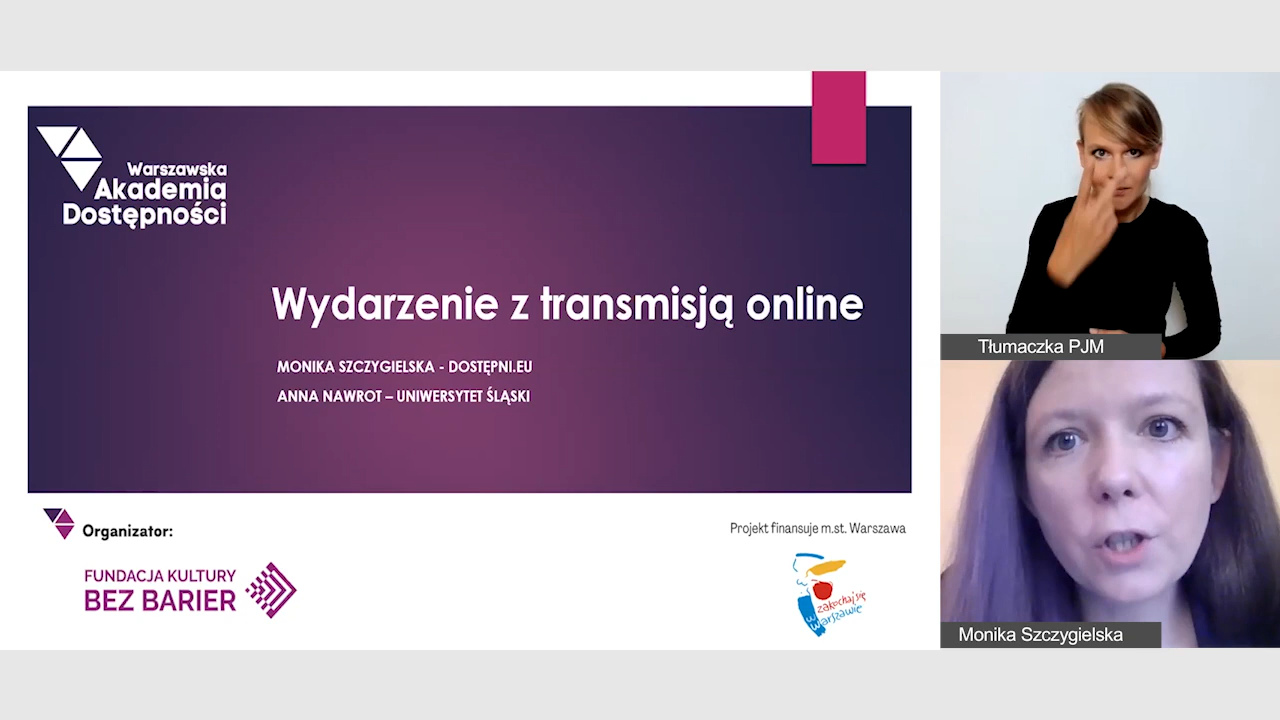 Warszawska
Akademia
Dostępności
Wydarzenie z transmisją online
MONIKA SZCZYGIELSKA - DOSTĘPNI.EU
ANNA NAWROT – UNIWERSYTET ŚLĄSKI
Organizator:
FUNDACJA KULTURY
BEZ BARIER
Projekt finansuje m.st. Warszawa
zakochaj się
w Warszawie
Tłumaczka PJM
Monika Szczygielska